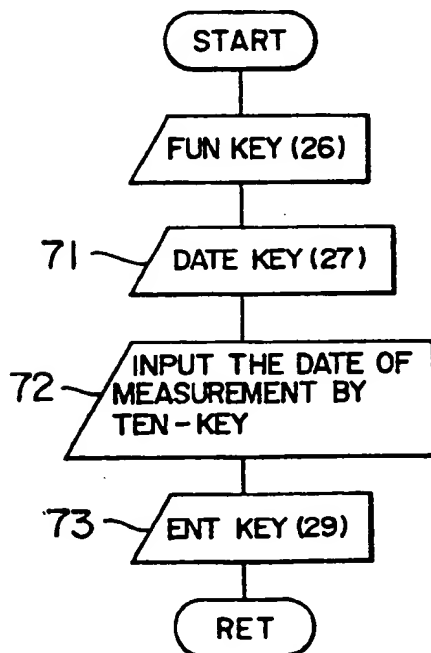 START
FUN KEY (26)
71
DATE KEY (27)
72
INPUT THE DATE OF
MEASUREMENT BY
TEN-KEY
73
ENT KEY (29)
RET